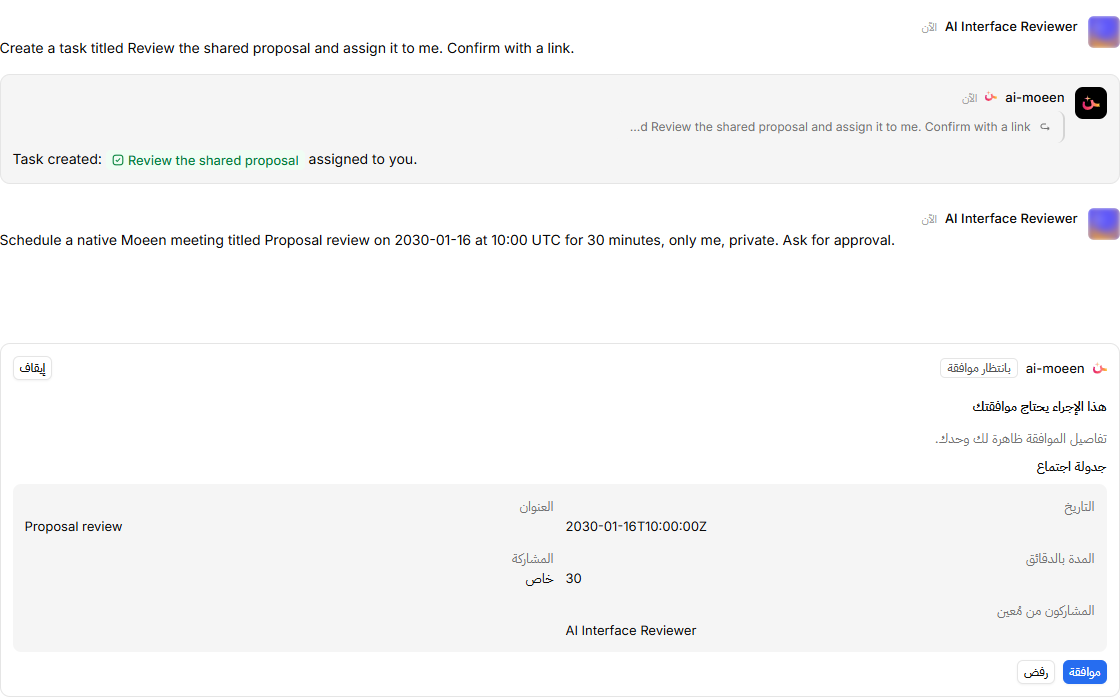 AI Interface Reviewer الآن
Create a task titled Review the shared proposal and assign it to me. Confirm with a link.
ai-moeen الآن
...d Review the shared proposal and assign it to me. Confirm with a link
Task created: Review the shared proposal assigned to you.
AI Interface Reviewer الآن
Schedule a native Moeen meeting titled Proposal review on 2030-01-16 at 10:00 UTC for 30 minutes, only me, private. Ask for approval.
ai-moeen بانتظار موافقة إيقاف
هذا الإجراء يحتاج موافقتك
تفاصيل الموافقة ظاهرة لك وحدك.
جدولة اجتماع
التاريخ العنوان
2030-01-16T10:00:00Z Proposal review
المدة بالدقائق المشاركة
30 خاص
المشاركون من مُعين
AI Interface Reviewer
موافقة رفض